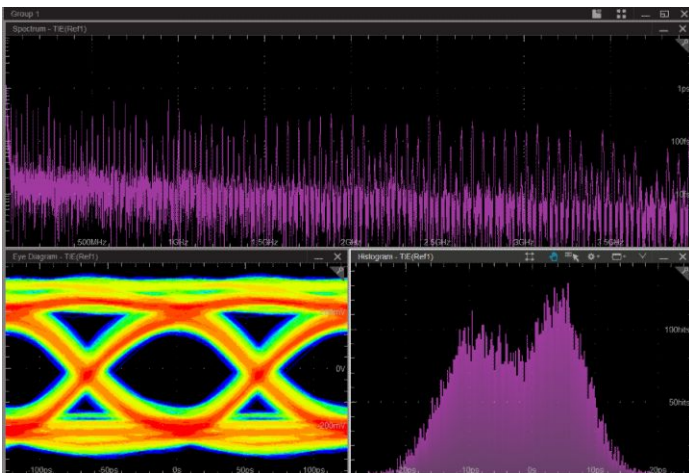 Group 1
Spectrum - TIE(Ref1)
1ps
100fs
500MHz
1GHz
1.5GHz
2GHz
2.5GHz
3GHz
3.5GHz
Eye Diagram - TIE(Ref1)
0V
-200mV
-100ps
-50ps
0s
50ps
100ps
Histogram - TIE(Ref1)
100hits
50hits
-10ps
0s
10ps
20ps